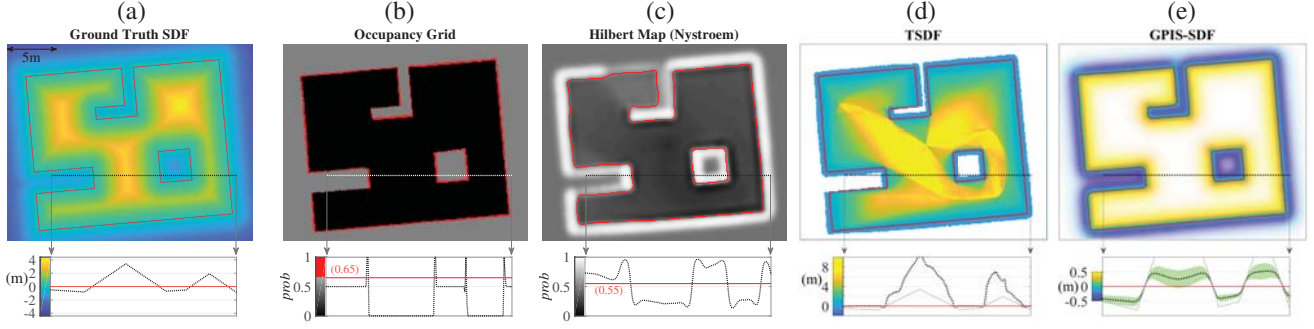 (a)
(b)
(c)
(d)
(e)
Ground Truth SDF
Occupancy Grid
Hilbert Map (Nystroem)
TSDF
GPIS-SDF
5m
(m)
4
2
0
-2
-4
prob
1
0.5
0
(0.65)
prob
1
0.5
0
(0.55)
(m)
8
4
0
(m)
0.5
0
-0.5